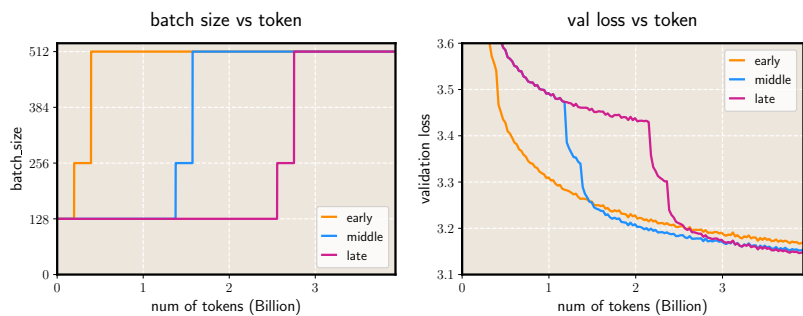 batch size vs token
512
384
256
128
0
batch_size
0
1
2
3
num of tokens (Billion)
early
middle
late
val loss vs token
3.6
3.5
3.4
3.3
3.2
3.1
validation loss
0
1
2
3
num of tokens (Billion)
early
middle
late